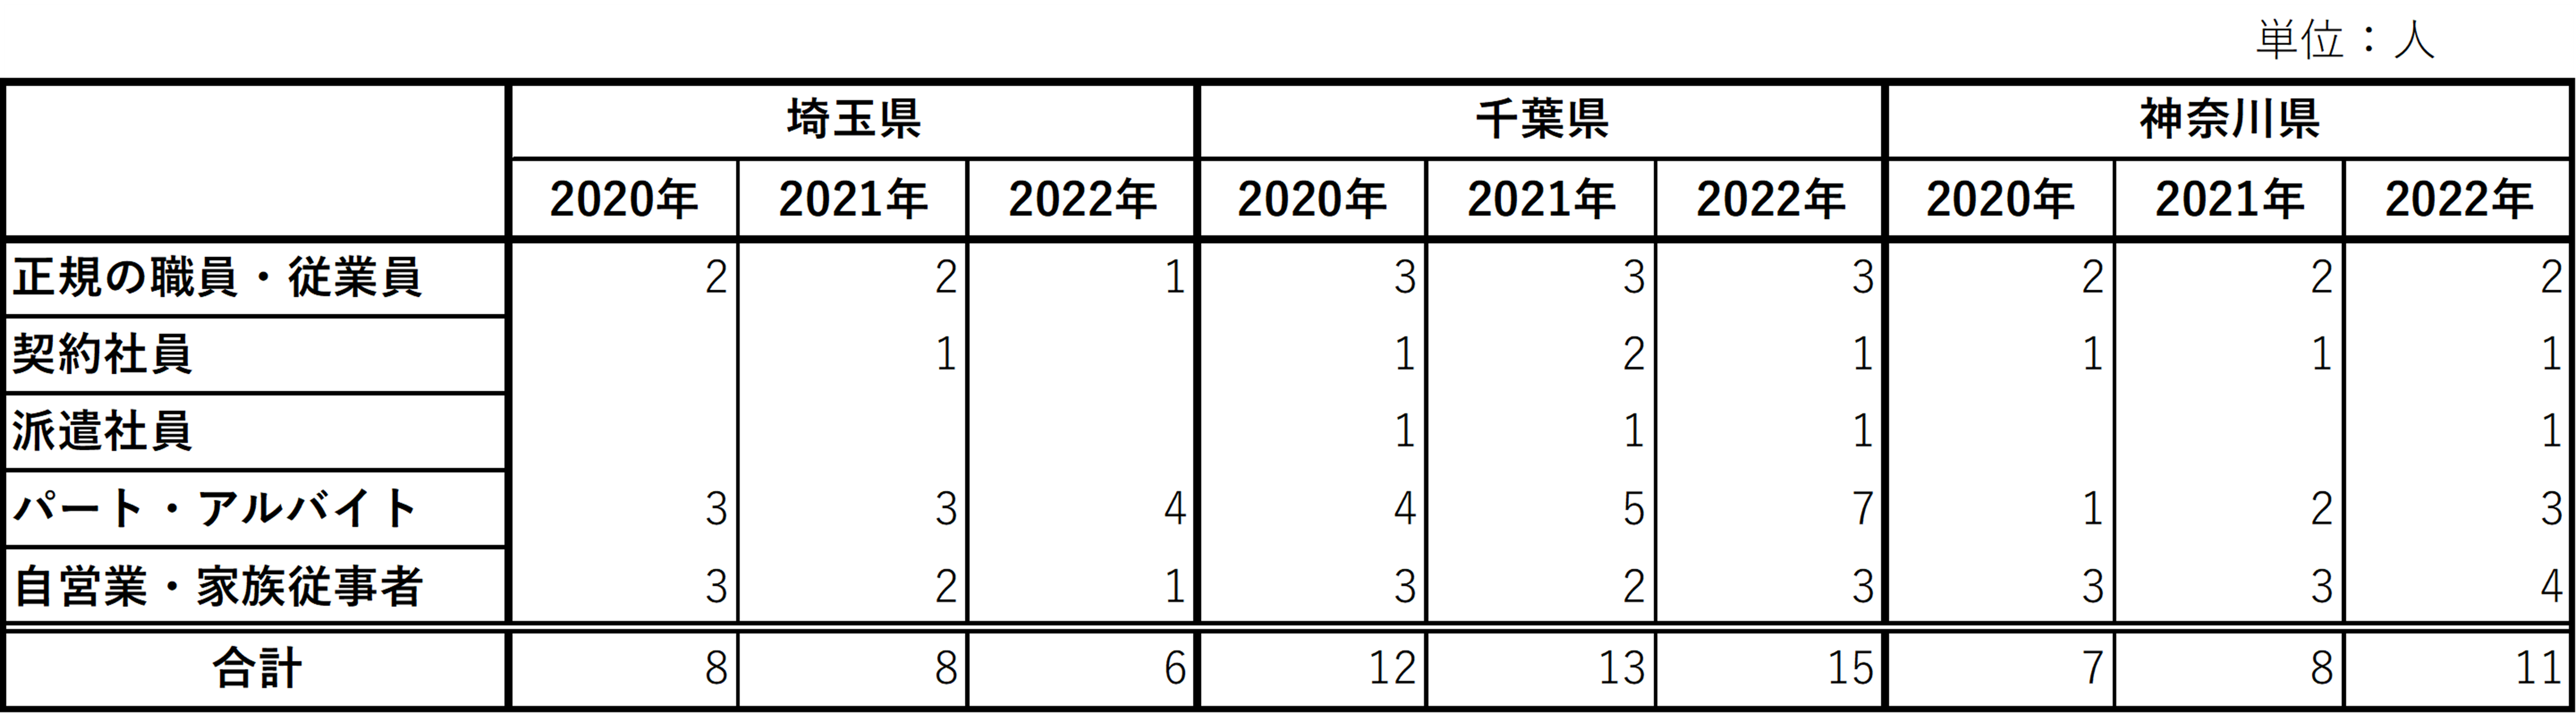 単位：人
埼玉県 千葉県 神奈川県
2020年 2021年 2022年 2020年 2021年 2022年 2020年 2021年 2022年
正規の職員・従業員 2 2 1 3 3 3 2 2 2
契約社員 1 1 2 1 1 1 1
派遣社員 1 1 1 1
パート・アルバイト 3 3 4 4 5 7 1 2 3
自営業・家族従事者 3 2 1 3 2 3 3 3 4
合計 8 8 6 12 13 15 7 8 11